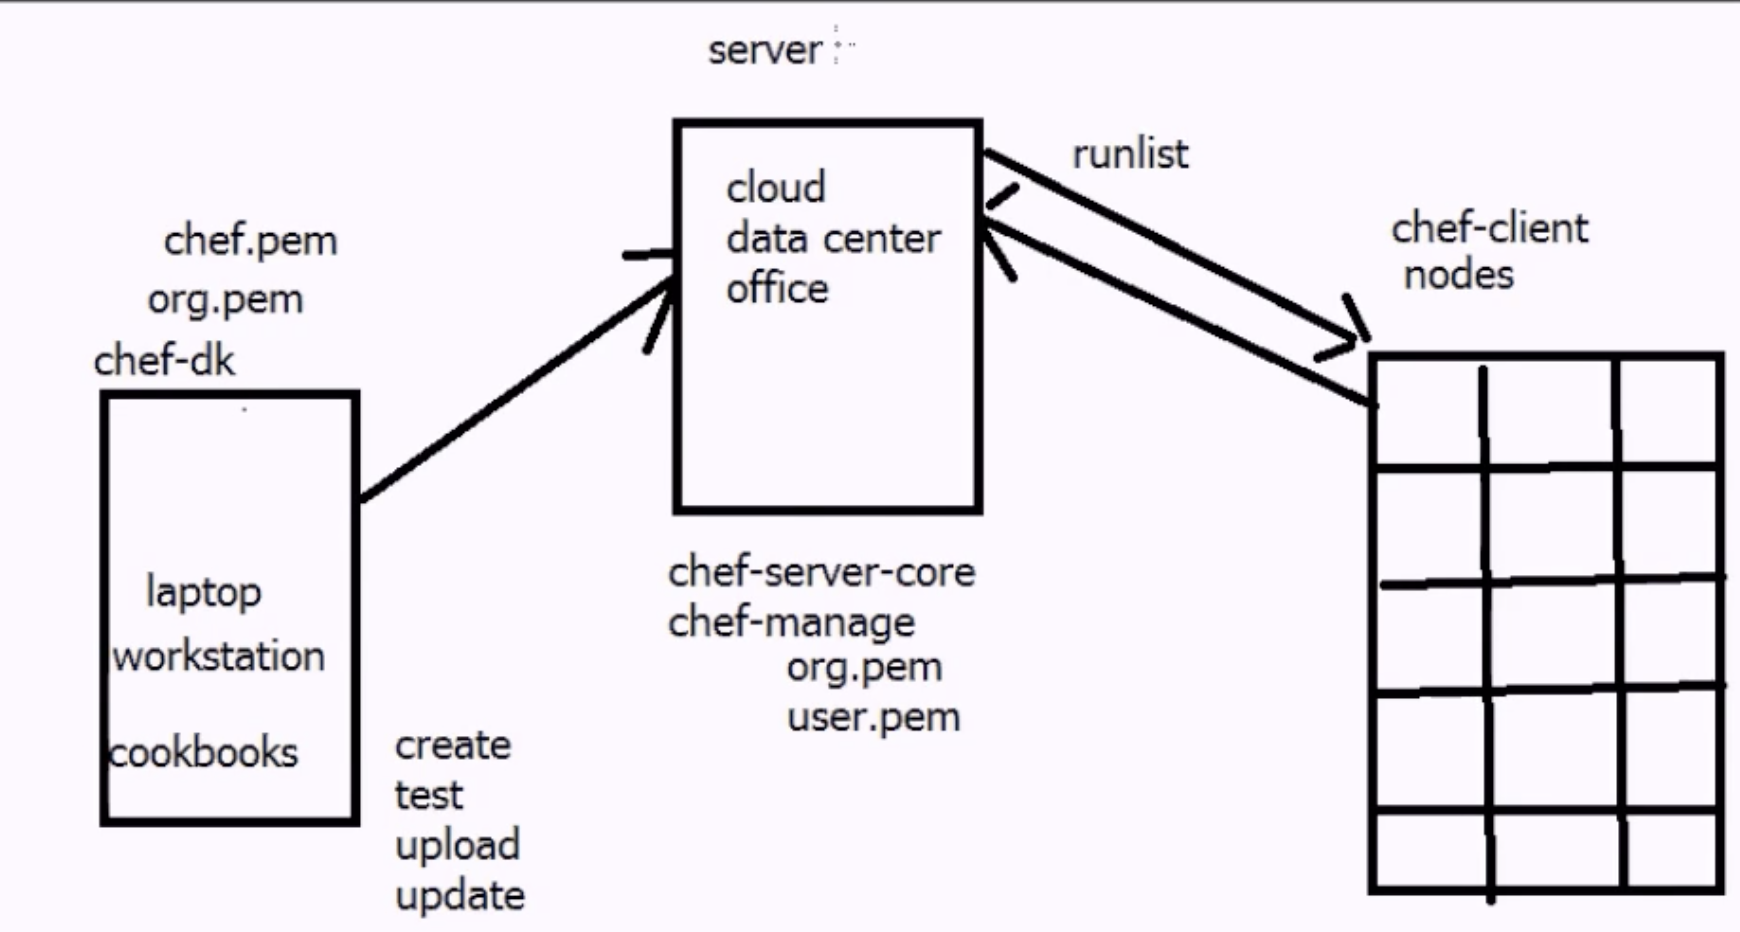 server
cloud
data center
office
runlist
chef-client
nodes
chef.pem
org.pem
chef-dk
laptop
workstation
cookbooks
create
test
upload
update
chef-server-core
chef-manage
org.pem
user.pem